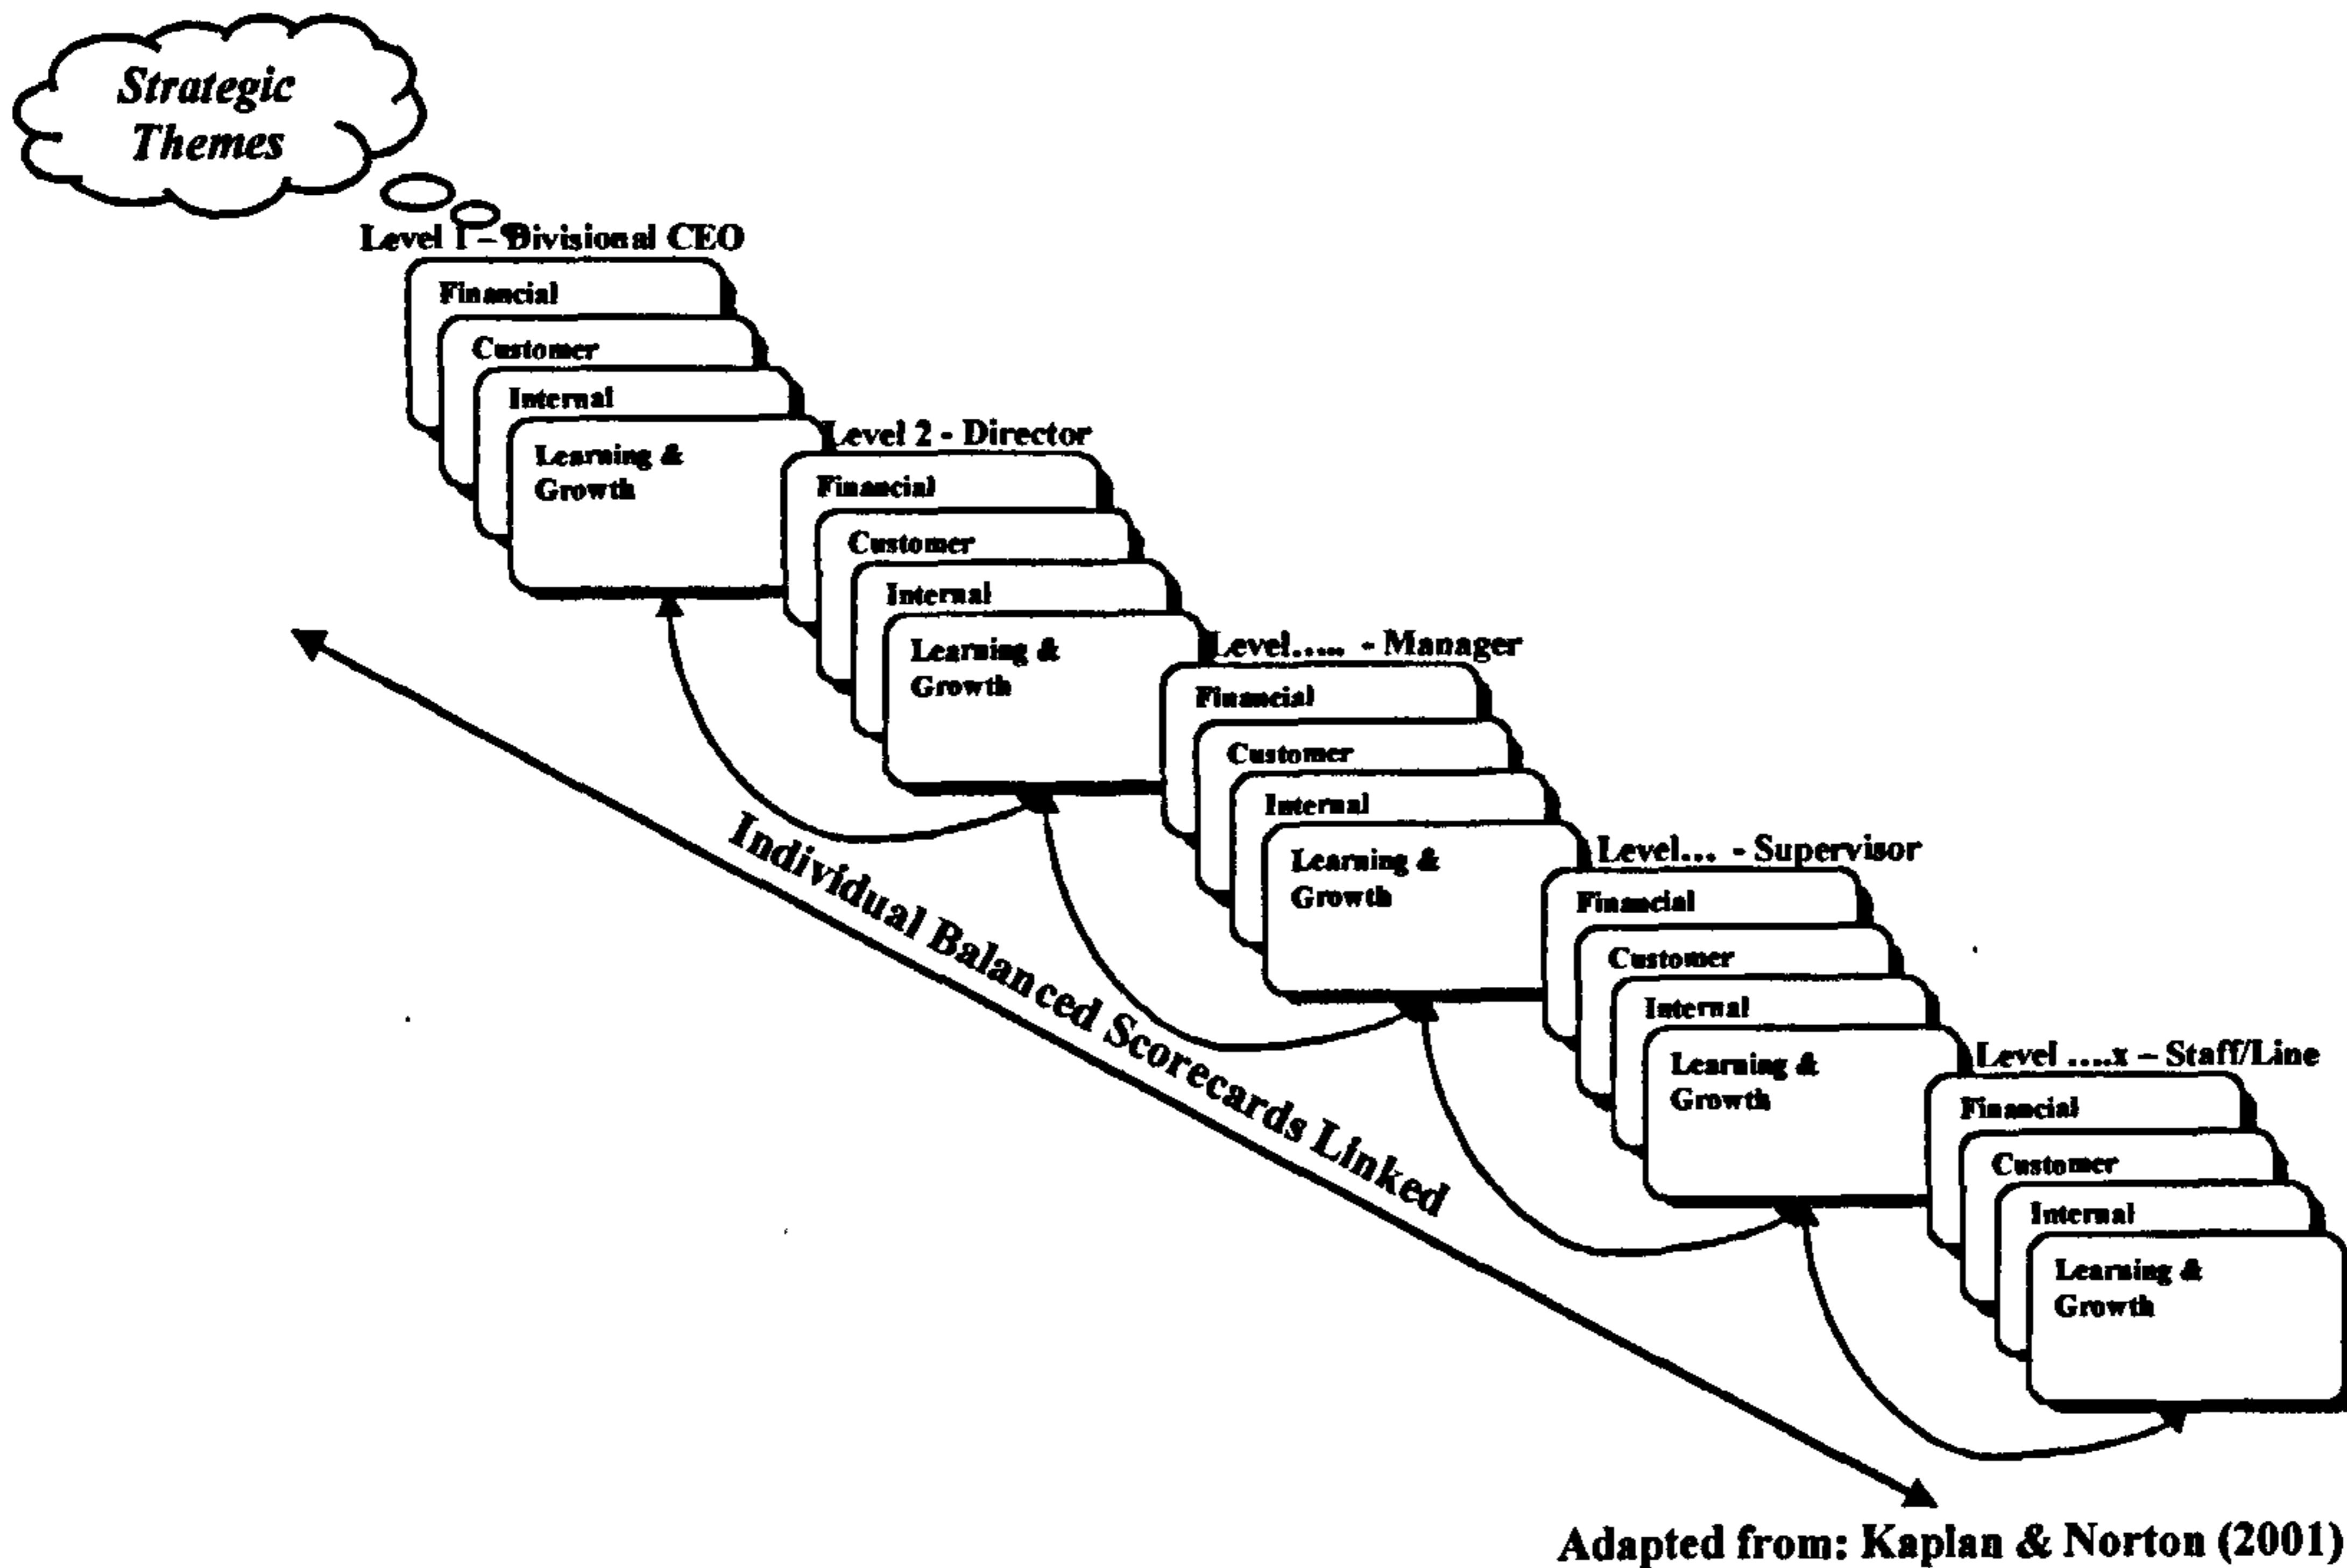 Strategic
Themes
Level 1 – Divisional CEO
Financial
Customer
Internal
Learning &
Growth
Level 2 - Director
Financial
Customer
Internal
Learning &
Growth
Level..... - Manager
Financial
Customer
Internal
Learning &
Growth
Level... - Supervisor
Financial
Customer
Internal
Learning &
Growth
Level ....x – Staff/Line
Financial
Customer
Internal
Learning &
Growth
Individual Balanced Scorecards Linked
Adapted from: Kaplan & Norton (2001)